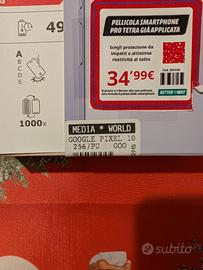 49
A
B
C
D
E
1000x
PELLICOLA SMARTPHONE
PRO TETRA GIÀ APPLICATA
Scegli protezione da
impatti e altissima
reattività al tatto
34,99€
MEDIA * WORLD
GOOGLE PIXEL 10
256/PU GOO
subito